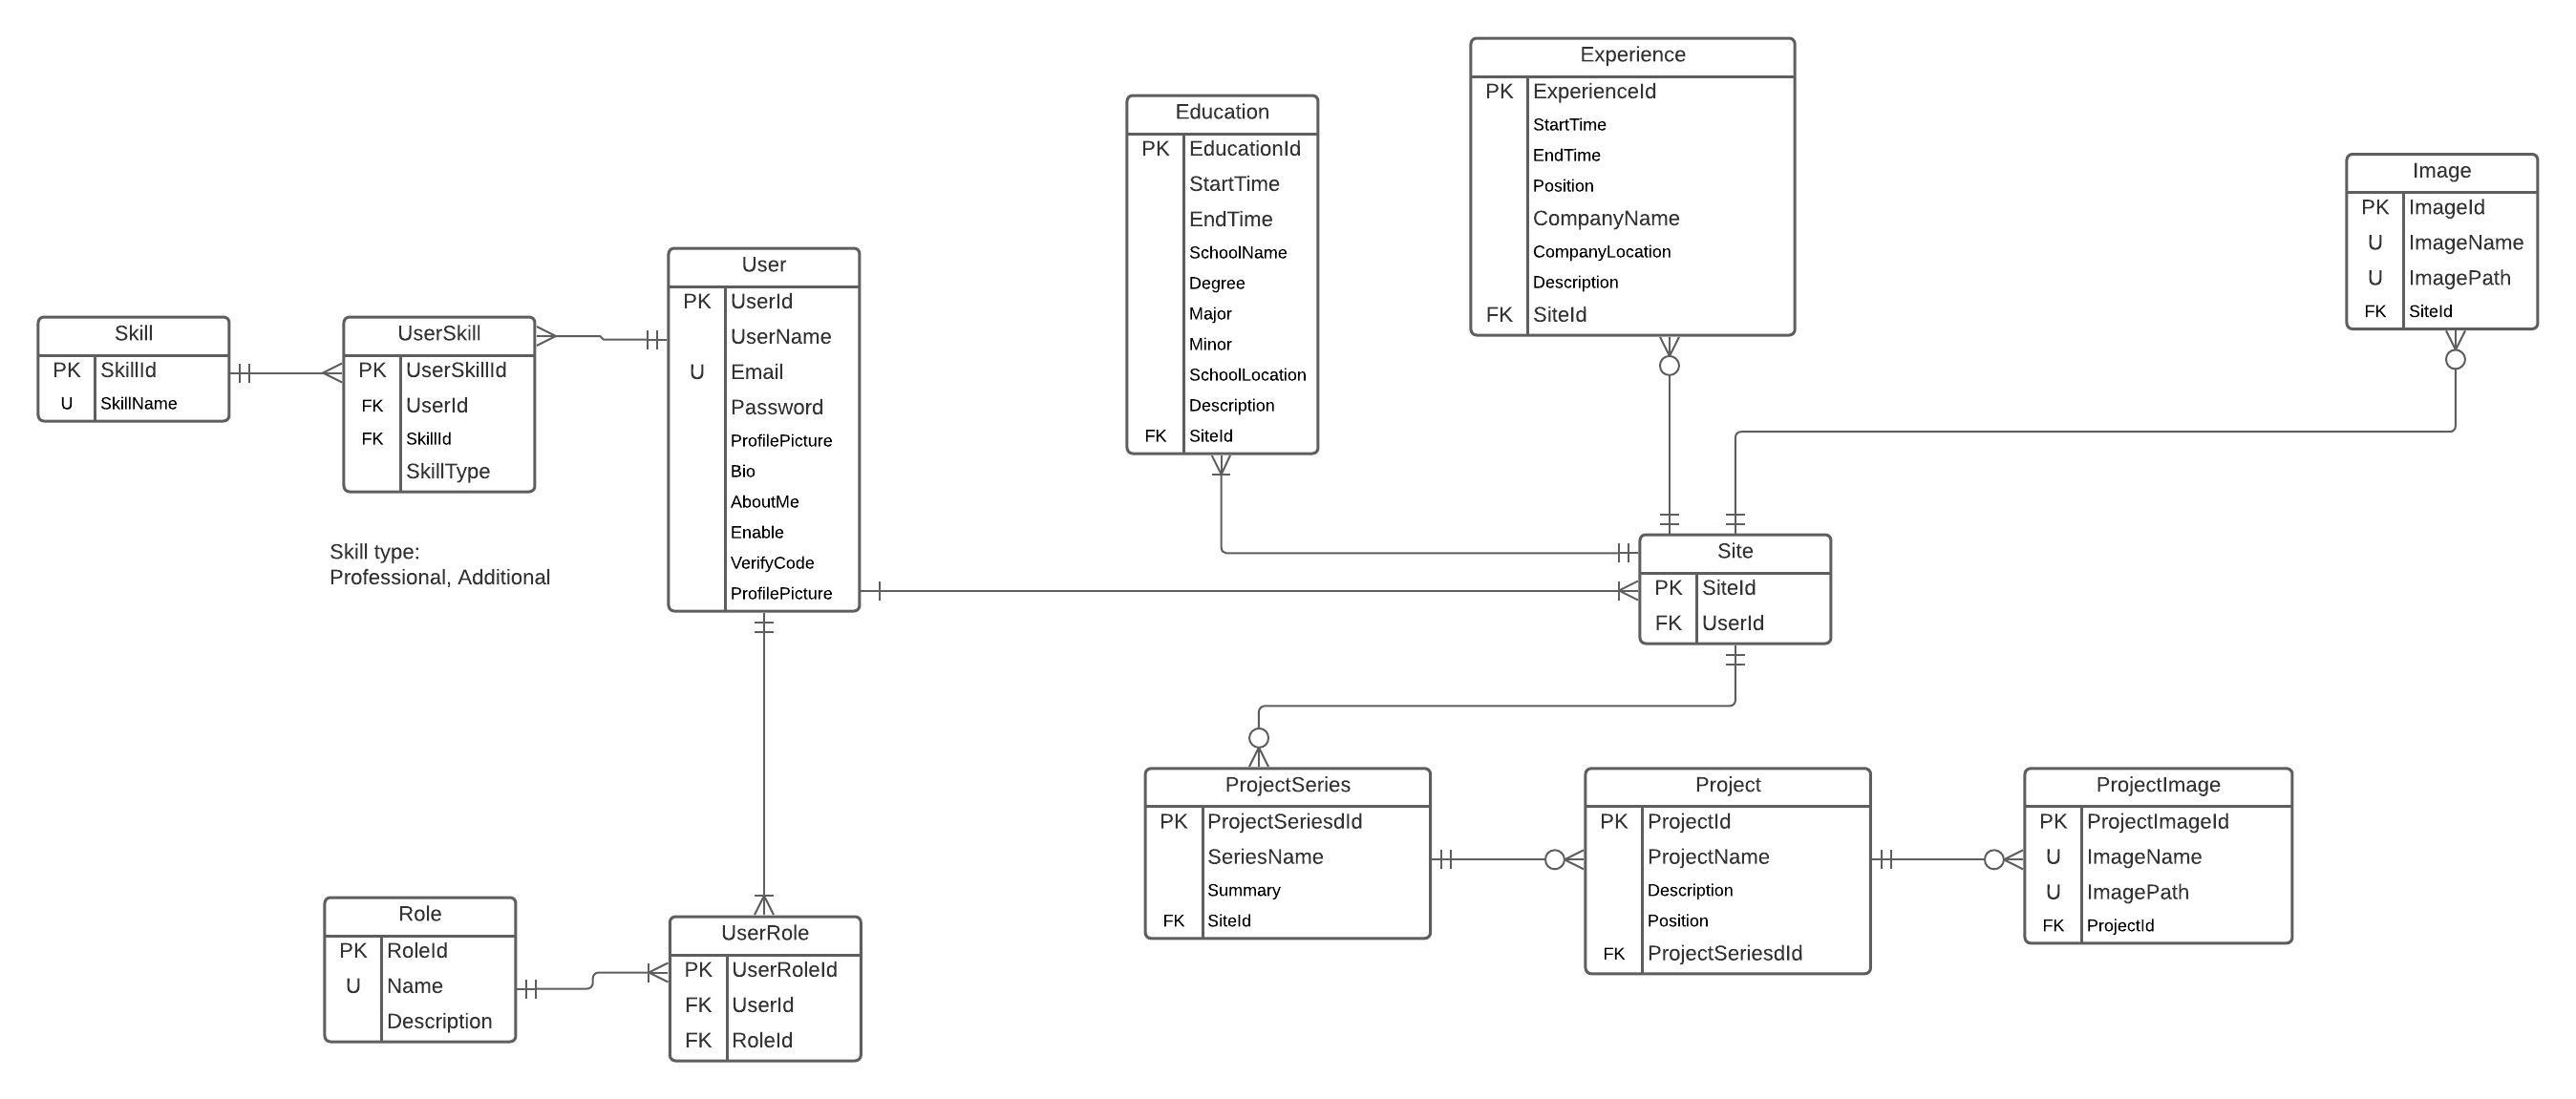 Experience
PK ExperienceId
StartTime
EndTime
Position
CompanyName
CompanyLocation
Description
FK SiteId
Education
PK EducationId
StartTime
EndTime
SchoolName
Degree
Major
Minor
SchoolLocation
Description
FK SiteId
Image
PK ImageId
U ImageName
U ImagePath
FK SiteId
User
PK UserId
UserName
U Email
Password
ProfilePicture
Bio
AboutMe
Enable
VerifyCode
ProfilePicture
Skill
PK SkillId
U SkillName
UserSkill
PK UserSkillId
FK UserId
FK SkillId
SkillType
Skill type:
Professional, Additional
Site
PK SiteId
FK UserId
ProjectSeries
PK ProjectSeriesdId
SeriesName
Summary
FK SiteId
Project
PK ProjectId
ProjectName
Description
Position
FK ProjectSeriesdId
ProjectImage
PK ProjectImageId
U ImageName
U ImagePath
FK ProjectId
Role
PK RoleId
U Name
Description
UserRole
PK UserRoleId
FK UserId
FK RoleId